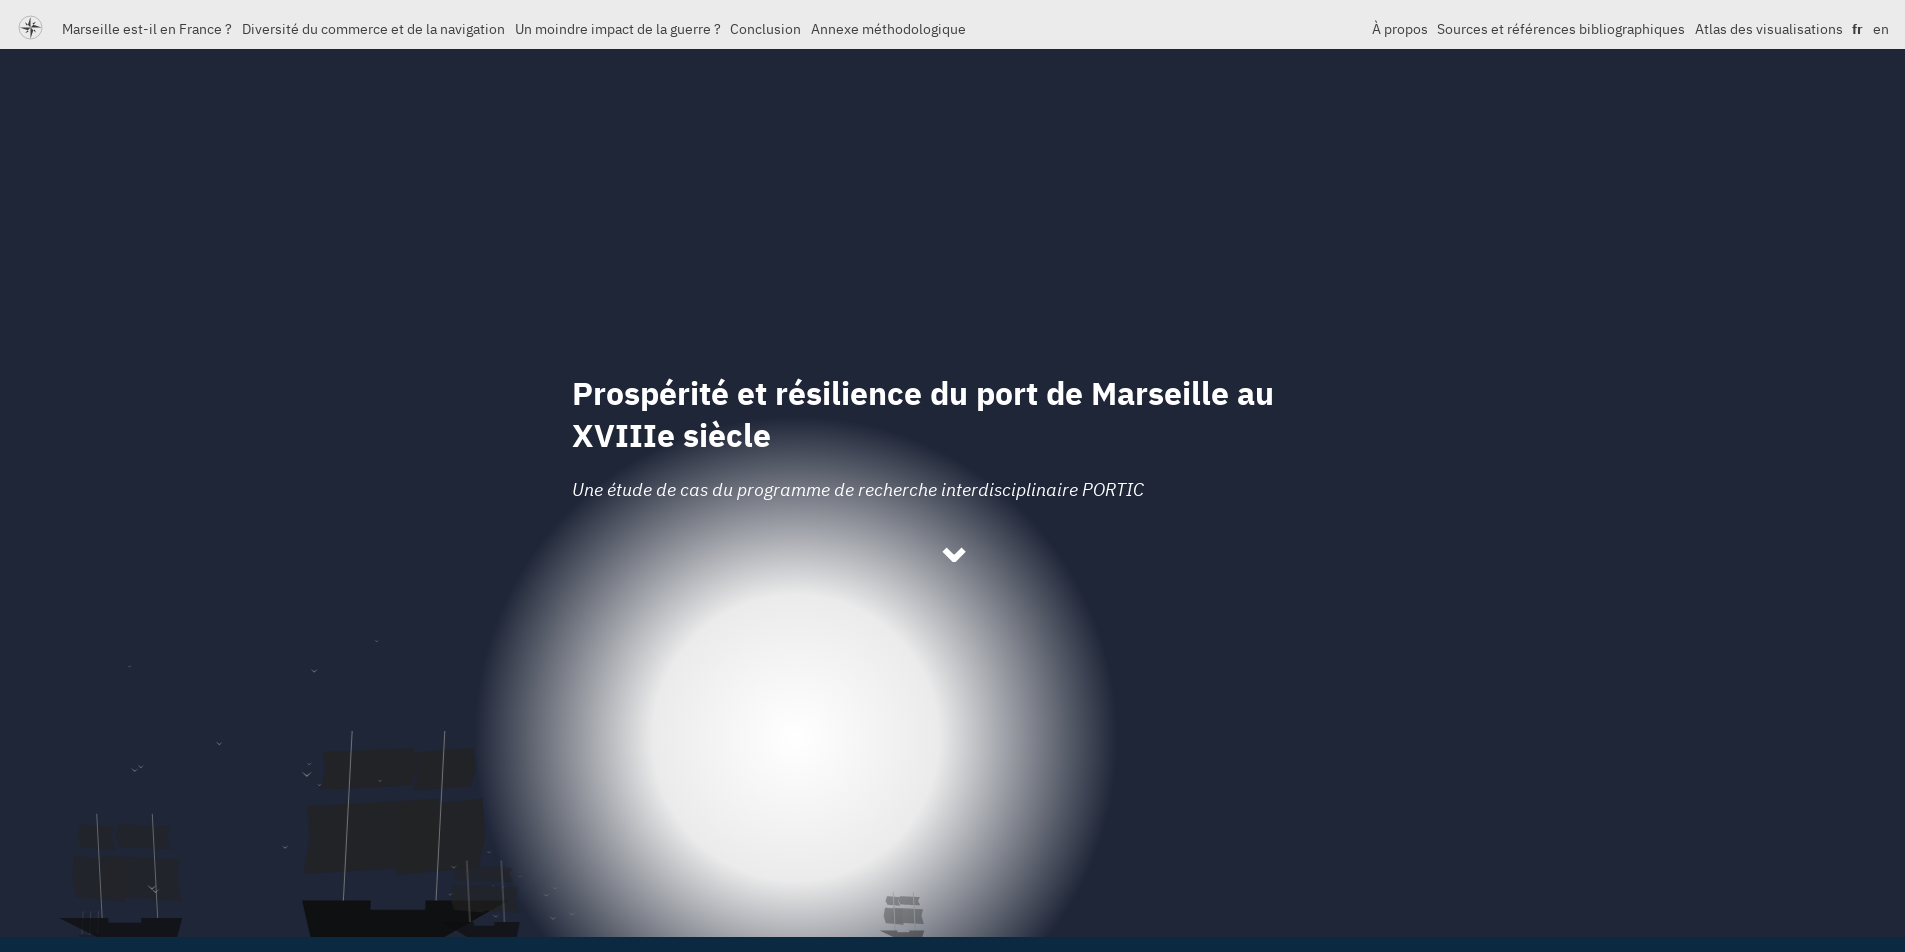 Marseille est-il en France ? Diversité du commerce et de la navigation Un moindre impact de la guerre ? Conclusion Annexe méthodologique À propos Sources et références bibliographiques Atlas des visualisations fr en
Prospérité et résilience du port de Marseille au
XVIIIe siècle
Une étude de cas du programme de recherche interdisciplinaire PORTIC